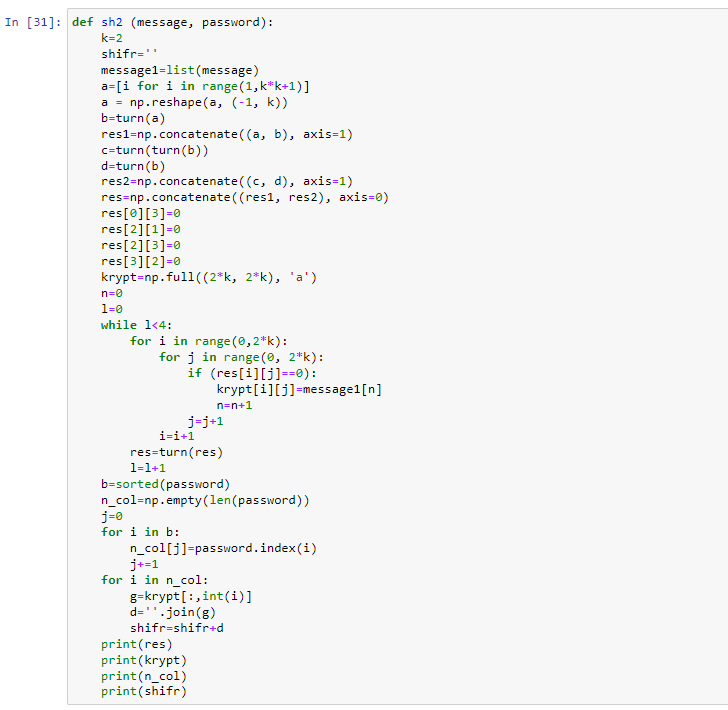 In [31]: def sh2 (message, password):
    k=2
    shifr=''
    message1=list(message)
    a=[i for i in range(1,k*k+1)]
    a = np.reshape(a, (-1, k))
    b=turn(a)
    res1=np.concatenate((a, b), axis=1)
    c=turn(turn(b))
    d=turn(b)
    res2=np.concatenate((c, d), axis=1)
    res=np.concatenate((res1, res2), axis=0)
    res[0][3]=0
    res[2][1]=0
    res[2][3]=0
    res[3][2]=0
    krypt=np.full((2*k, 2*k), 'a')
    n=0
    l=0
    while l<4:
        for i in range(0,2*k):
            for j in range(0, 2*k):
                if (res[i][j]==0):
                    krypt[i][j]=message1[n]
                    n=n+1
                j=j+1
            i=i+1
        res=turn(res)
        l=l+1
    b=sorted(password)
    n_col=np.empty(len(password))
    j=0
    for i in b:
        n_col[j]=password.index(i)
        j+=1
    for i in n_col:
        g=krypt[:,int(i)]
        d=''.join(g)
        shifr=shifr+d
    print(res)
    print(krypt)
    print(n_col)
    print(shifr)